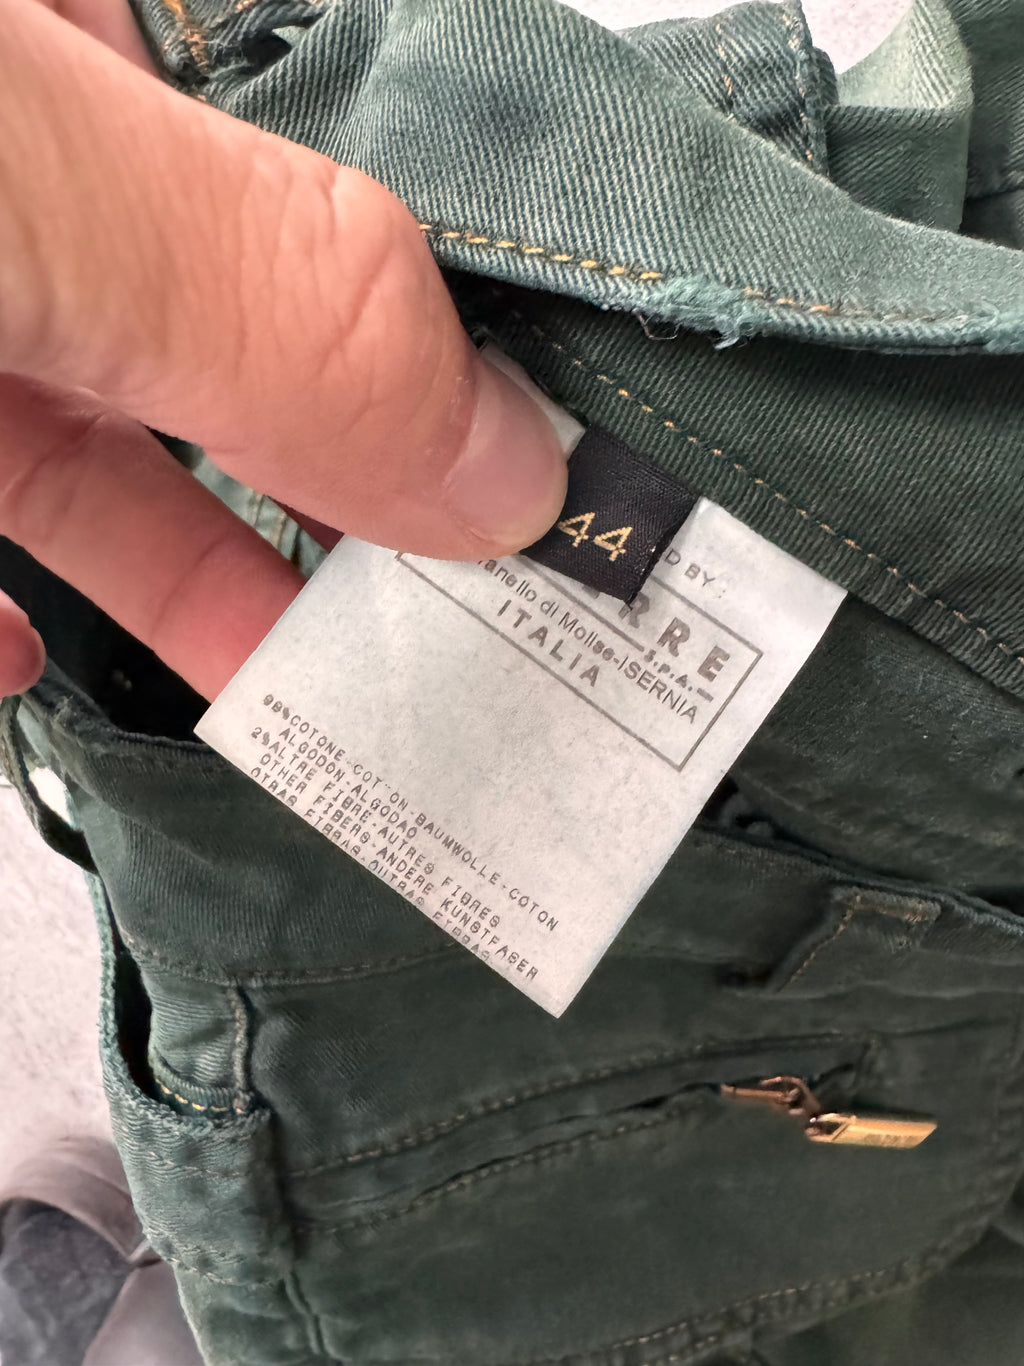 44
D BY
RRE
S.P.A.
anello di Molise-ISERNIA
ITALIA
98%COTONE-COTTON-BAUMWOLLE-COTON
ALGODON-ALGODAO
2%ALTRE FIBRE-AUTRES FIBRES
OTHER FIBERS-ANDERE KUNSTFASER
OTRAS FIBRAS-OUTRAS FIBRAS